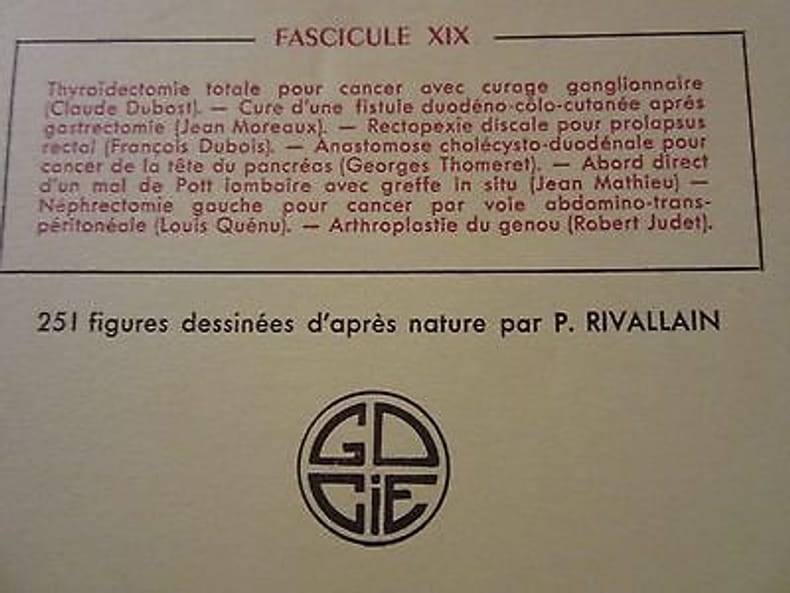 FASCICULE XIX
Thyroïdectomie totale pour cancer avec curage ganglionnaire
(Claude Dubost). — Cure d'une fistule duodéno-côlo-cutanée après
gastrectomie (Jean Moreaux). — Rectopexie discale pour prolapsus
rectal (François Dubois). — Anastomose cholécysto-duodénale pour
cancer de la tête du pancréas (Georges Thomeret). — Abord direct
d'un mal de Pott lombaire avec greffe in situ (Jean Mathieu) —
Néphrectomie gauche pour cancer par voie abdomino-trans-
péritonéale (Louis Quénu). — Arthroplastie du genou (Robert Judet).
251 figures dessinées d'après nature par P. RIVALLAIN
GD
CiE